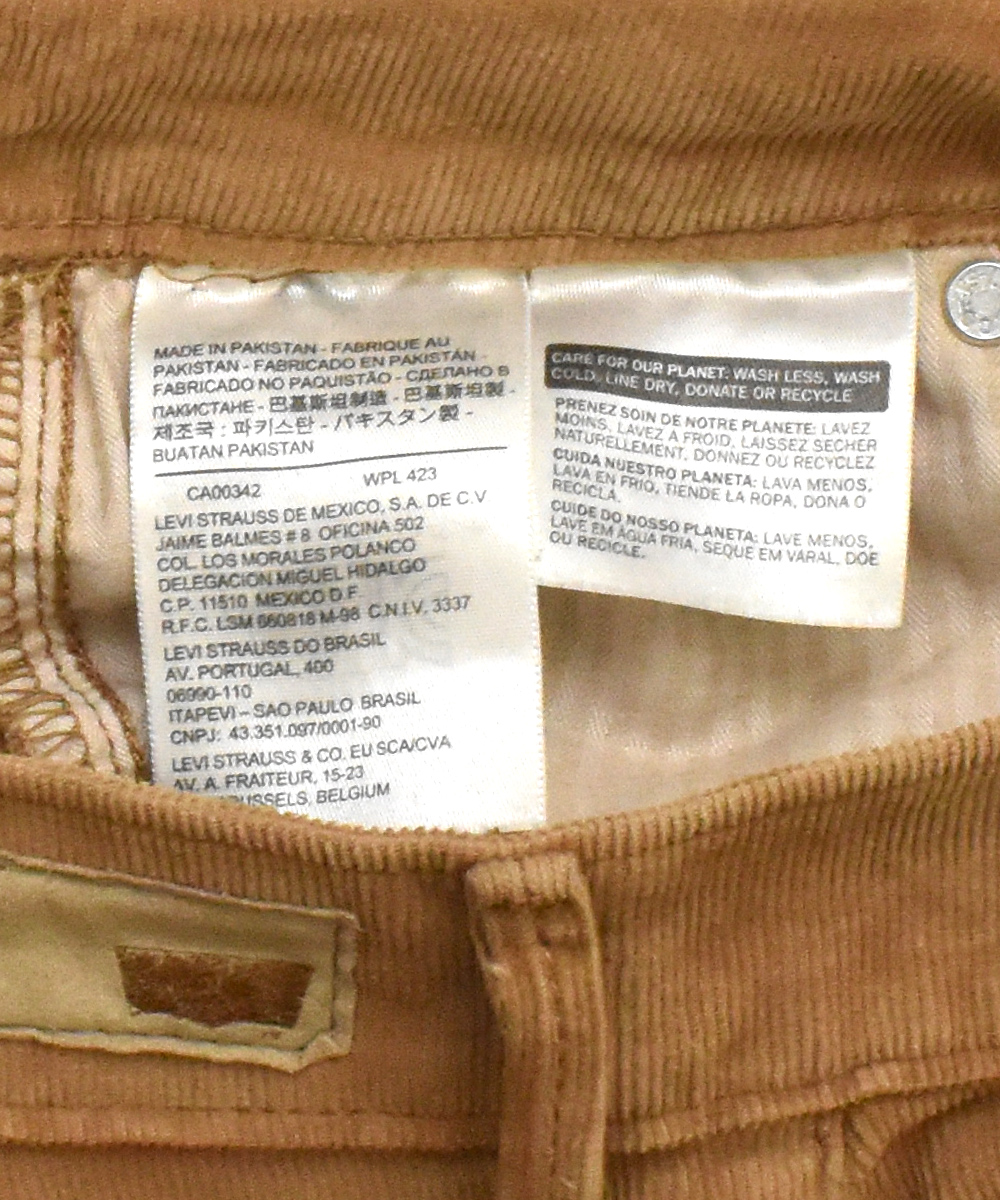 MADE IN PAKISTAN - FABRIQUE AU
PAKISTAN - FABRICADO EN PAKISTÁN -
FABRICADO NO PAQUISTÃO - СДЕЛАНО В
ПАКИСТАНЕ - 巴基斯坦制造 - 巴基斯坦製 -
제조국 : 파키스탄 - パキスタン製 -
BUATAN PAKISTAN
CA00342 WPL 423
LEVI STRAUSS DE MEXICO, S.A. DE C.V
JAIME BALMES # 8 OFICINA 502
COL. LOS MORALES POLANCO
DELEGACION MIGUEL HIDALGO
C.P. 11510 MEXICO D.F.
R.F.C. LSM 660818 M-98 C.N.I.V. 3337
LEVI STRAUSS DO BRASIL
AV. PORTUGAL, 400
06990-110
ITAPEVI – SAO PAULO BRASIL
CNPJ: 43.351.097/0001-90
LEVI STRAUSS & CO. EU SCA/CVA
AV. A. FRAITEUR, 15-23
BELGIUM
CARE FOR OUR PLANET: WASH LESS, WASH
COLD, LINE DRY, DONATE OR RECYCLE
PRENEZ SOIN DE NOTRE PLANETE: LAVEZ
MOINS, LAVEZ A FROID, LAISSEZ SECHER
NATURELLEMENT, DONNEZ OU RECYCLEZ
CUIDA NUESTRO PLANETA: LAVA MENOS,
LAVA EN FRIO, TIENDE LA ROPA, DONA O
RECICLA.
CUIDE DO NOSSO PLANETA: LAVE MENOS,
LAVE EM AGUA FRIA, SEQUE EM VARAL, DOE
OU RECICLE.